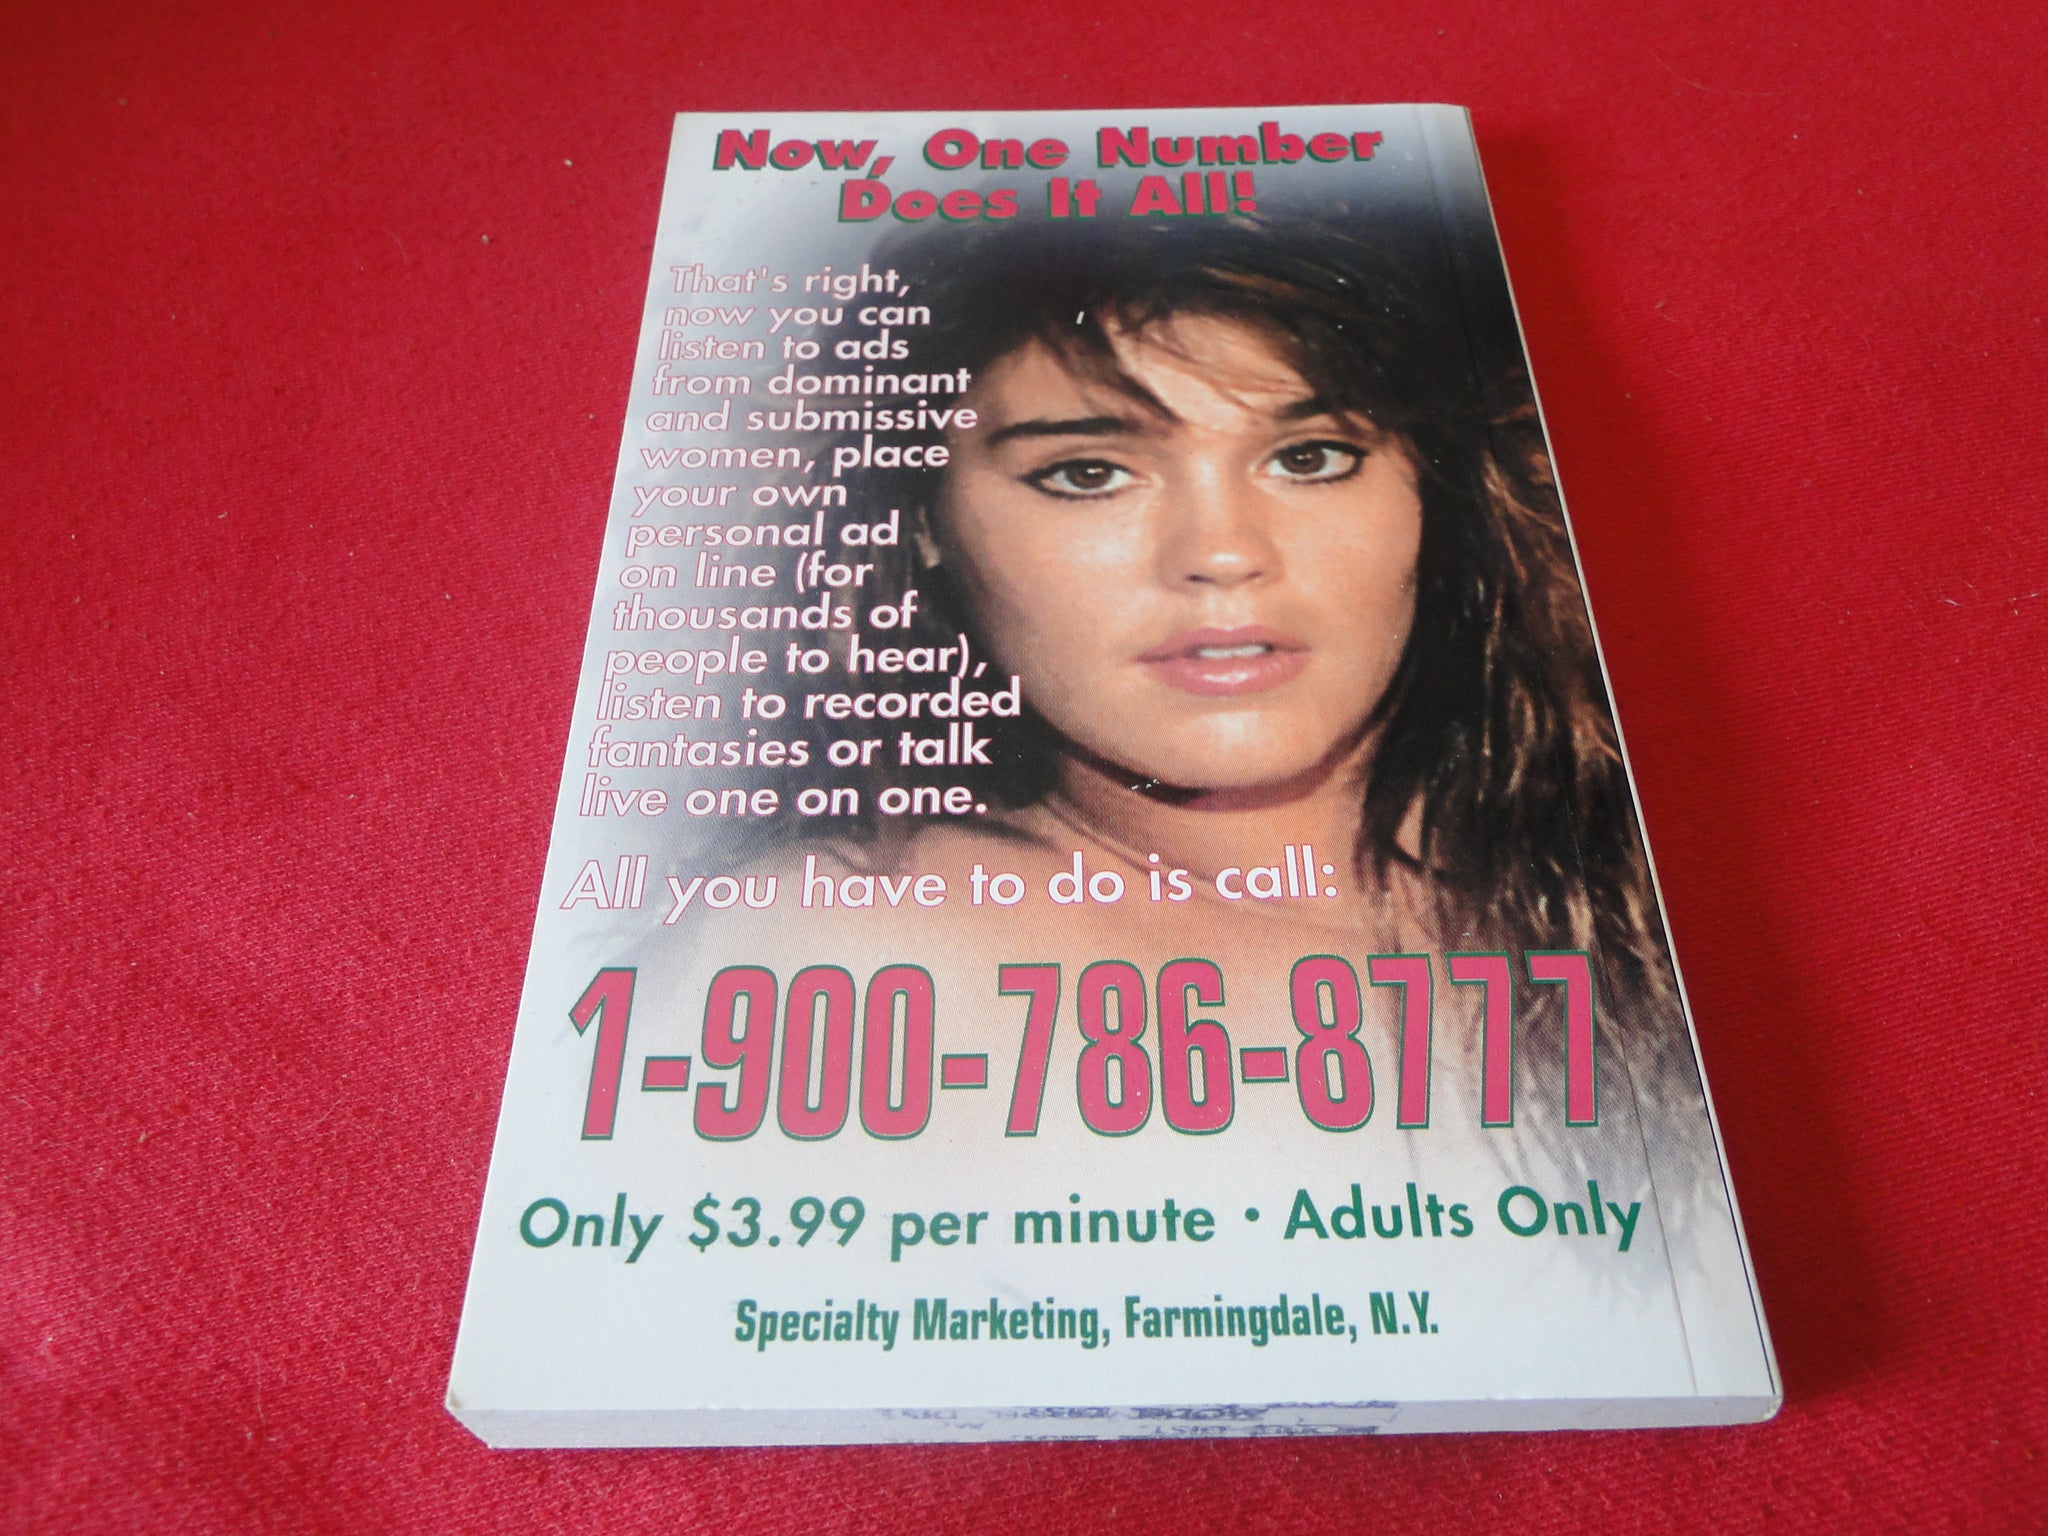 Now, One Number
Does It All!
That's right,
now you can
listen to ads
from dominant
and submissive
women, place
your own
personal ad
on line (for
thousands of
people to hear),
listen to recorded
fantasies or talk
live one on one.
All you have to do is call:
1-900-786-8777
Only $3.99 per minute • Adults Only
Specialty Marketing, Farmingdale, N.Y.